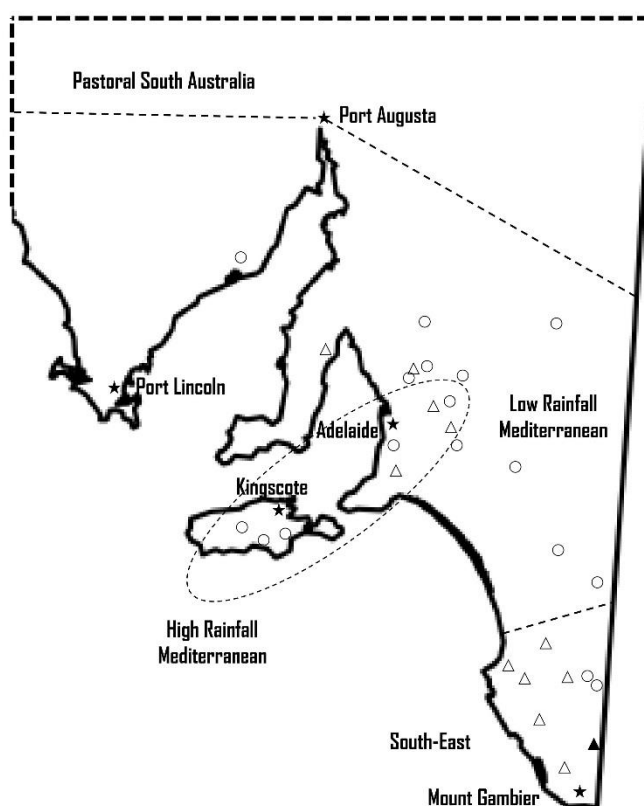 Pastoral South Australia
Port Augusta
Port Lincoln
Adelaide
Low Rainfall
Mediterranean
Kingscote
High Rainfall
Mediterranean
South-East
Mount Gambier